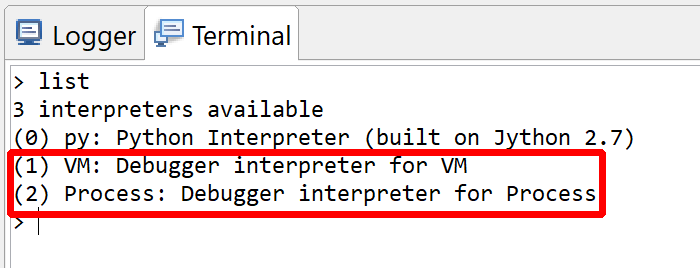 Logger
Terminal
> list
3 interpreters available
(0) py: Python Interpreter (built on Jython 2.7)
(1) VM: Debugger interpreter for VM
(2) Process: Debugger interpreter for Process
>